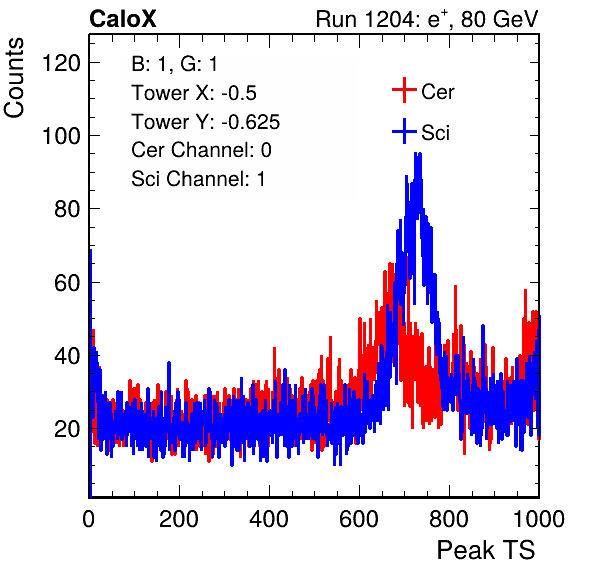 CaloX Run 1204: e⁺, 80 GeV
B: 1, G: 1
Tower X: -0.5
Tower Y: -0.625
Cer Channel: 0
Sci Channel: 1
Cer
Sci
Counts
120
100
80
60
40
20
0 200 400 600 800 1000
Peak TS